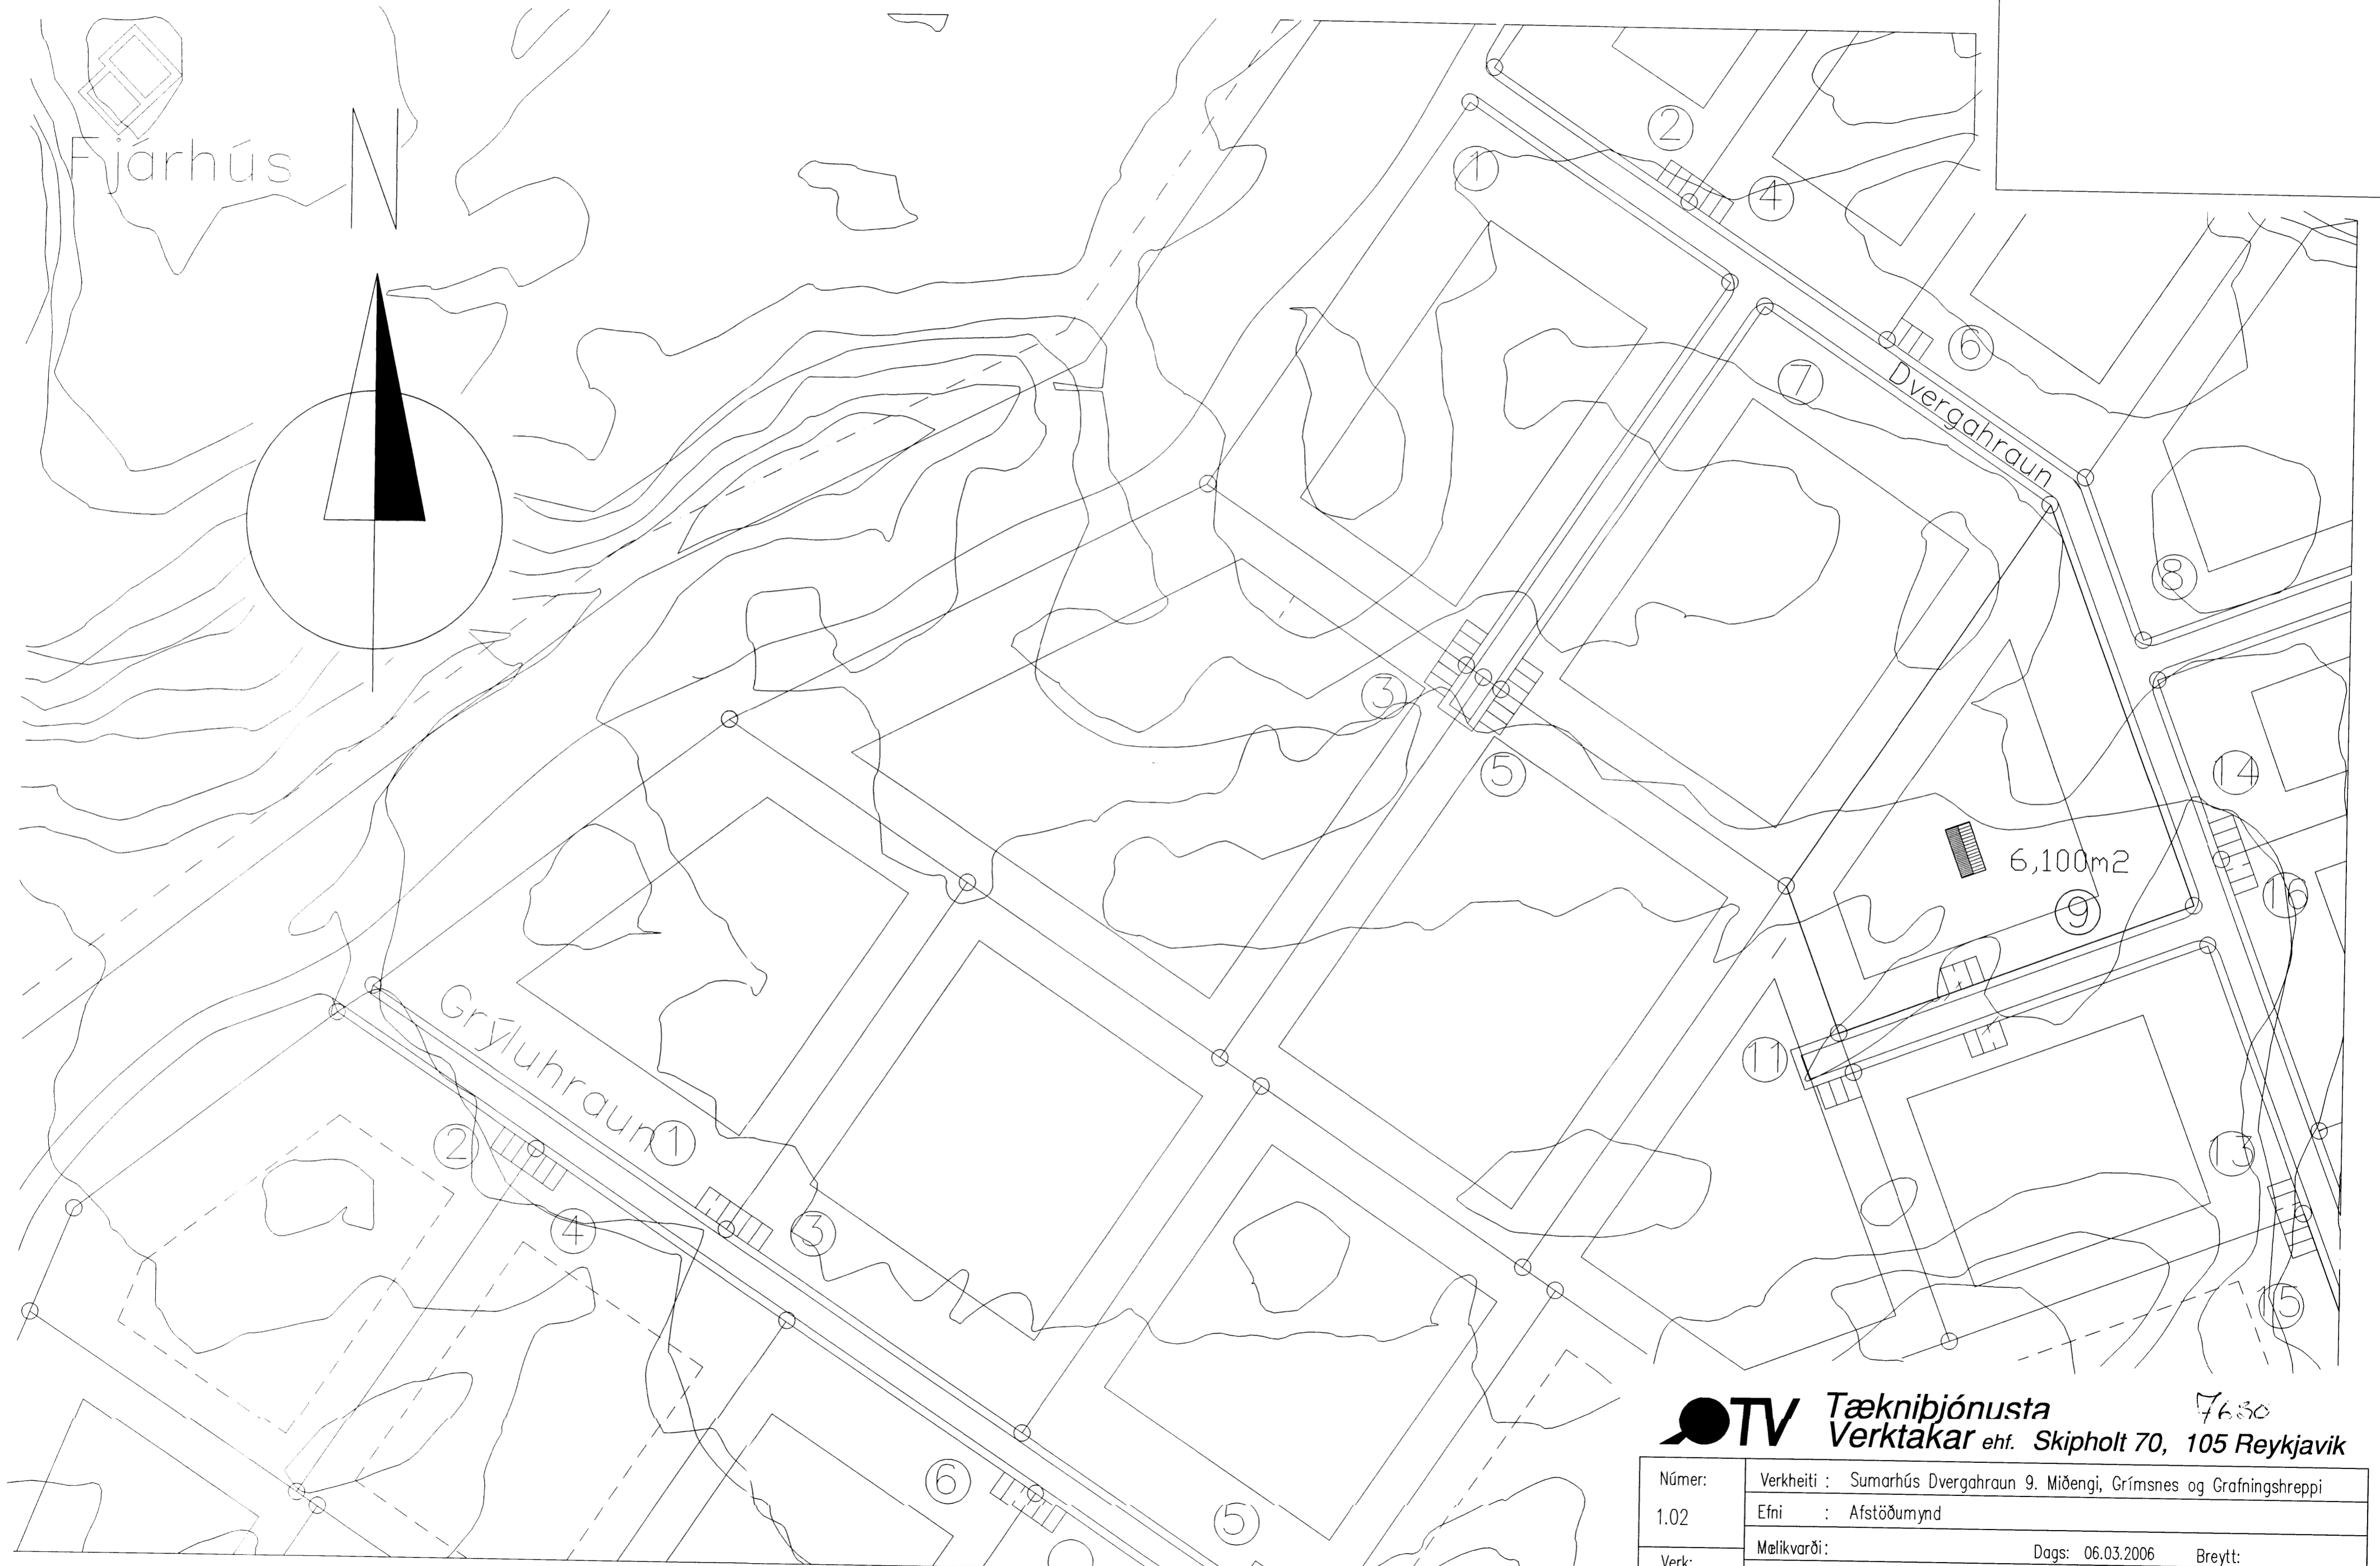 Fjárhús
N
2
1
4
6
7
Dvergahraun
8
3
5
14
6,100m2
16
9
Grýluhraun
11
1
2
13
3
4
15
6
5
TV Tækniþjónusta
Verktakar ehf. Skipholt 70, 105 Reykjavik
Númer:
1.02
Verkheiti : Sumarhús Dvergahraun 9. Miðengi, Grímsnes og Grafningshreppi
Efni : Afstöðumynd
Mælikvarði:
Dags: 06.03.2006 Breytt:
Verk: